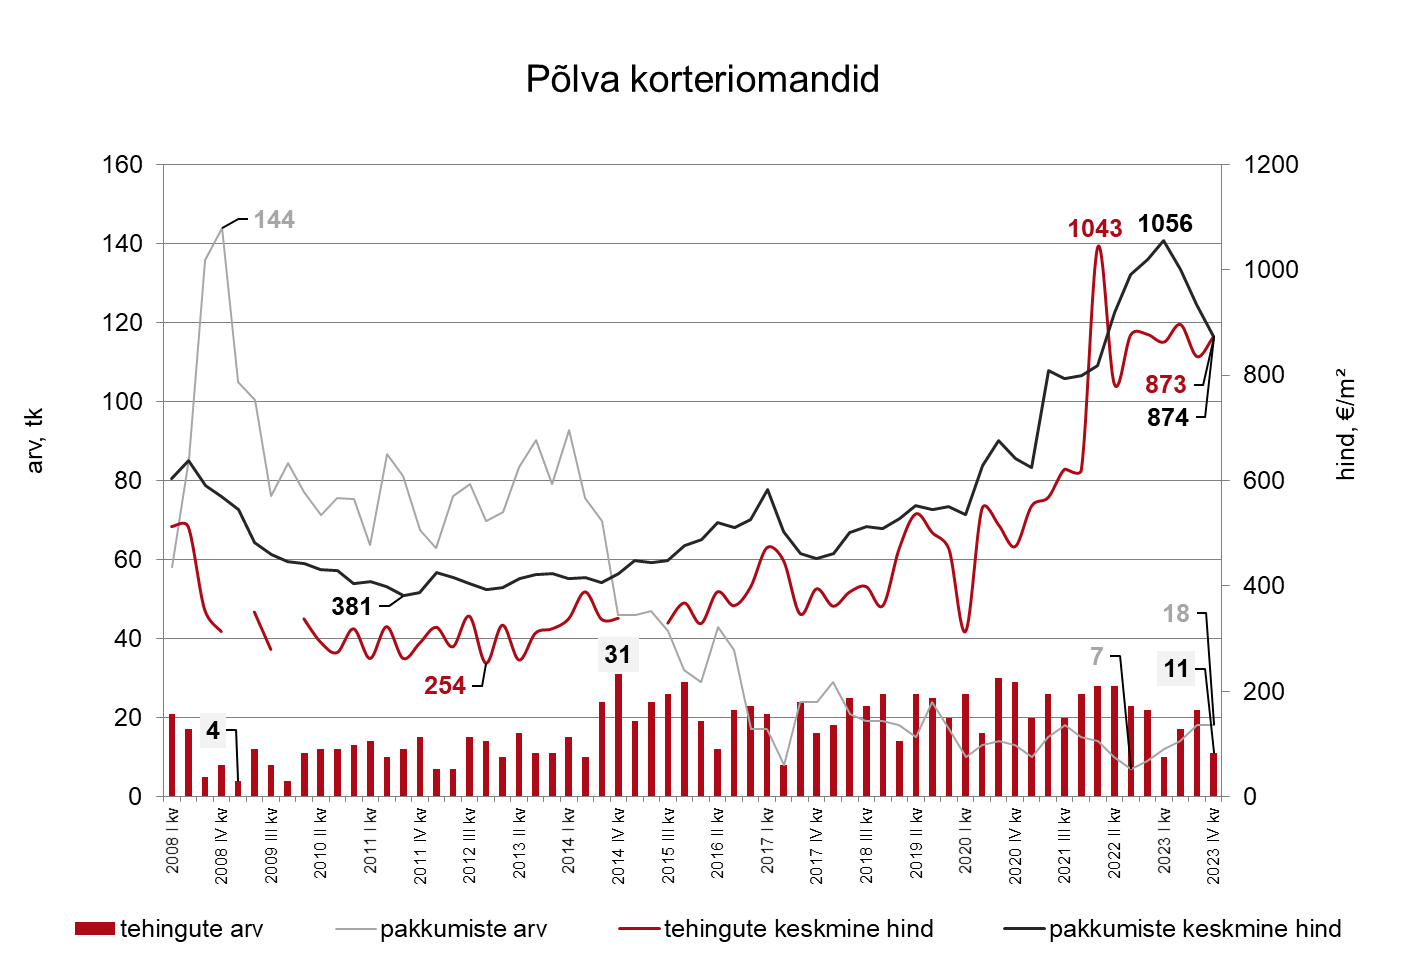 Põlva korteriomandid
160
140
120
100
80
60
40
20
0
arv, tk
1200
1000
800
600
400
200
0
hind, €/m²
144
1043
1056
873
874
381
254
31
4
18
7
11
2008 I kv
2008 IV kv
2009 III kv
2010 II kv
2011 I kv
2011 IV kv
2012 III kv
2013 II kv
2014 I kv
2014 IV kv
2015 III kv
2016 II kv
2017 I kv
2017 IV kv
2018 III kv
2019 II kv
2020 I kv
2020 IV kv
2021 III kv
2022 II kv
2023 I kv
2023 IV kv
tehingute arv
pakkumiste arv
tehingute keskmine hind
pakkumiste keskmine hind